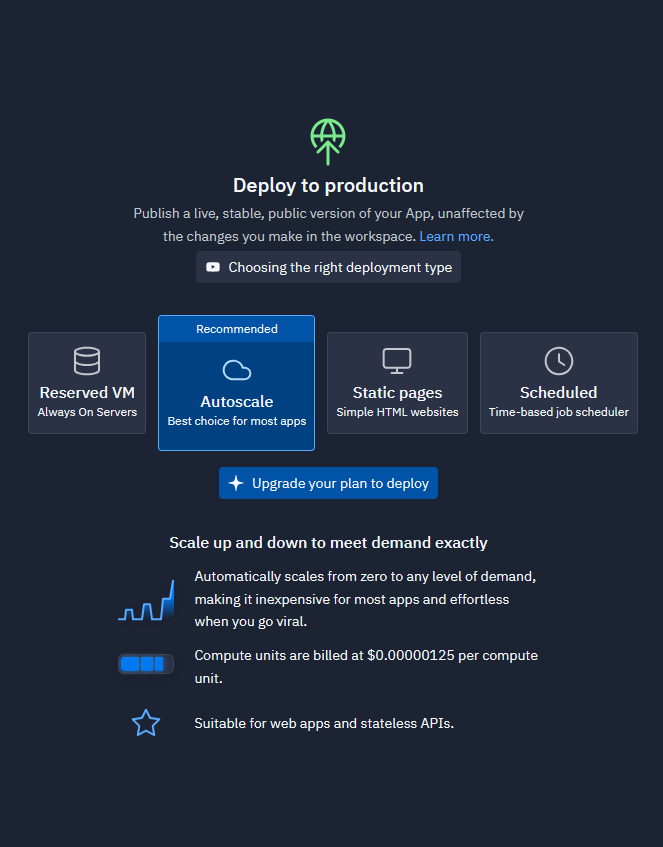 Deploy to production
Publish a live, stable, public version of your App, unaffected by
the changes you make in the workspace. Learn more.
Choosing the right deployment type
Reserved VM
Always On Servers
Recommended
Autoscale
Best choice for most apps
Static pages
Simple HTML websites
Scheduled
Time-based job scheduler
Upgrade your plan to deploy
Scale up and down to meet demand exactly
Automatically scales from zero to any level of demand,
making it inexpensive for most apps and effortless
when you go viral.
Compute units are billed at $0.00000125 per compute
unit.
Suitable for web apps and stateless APIs.